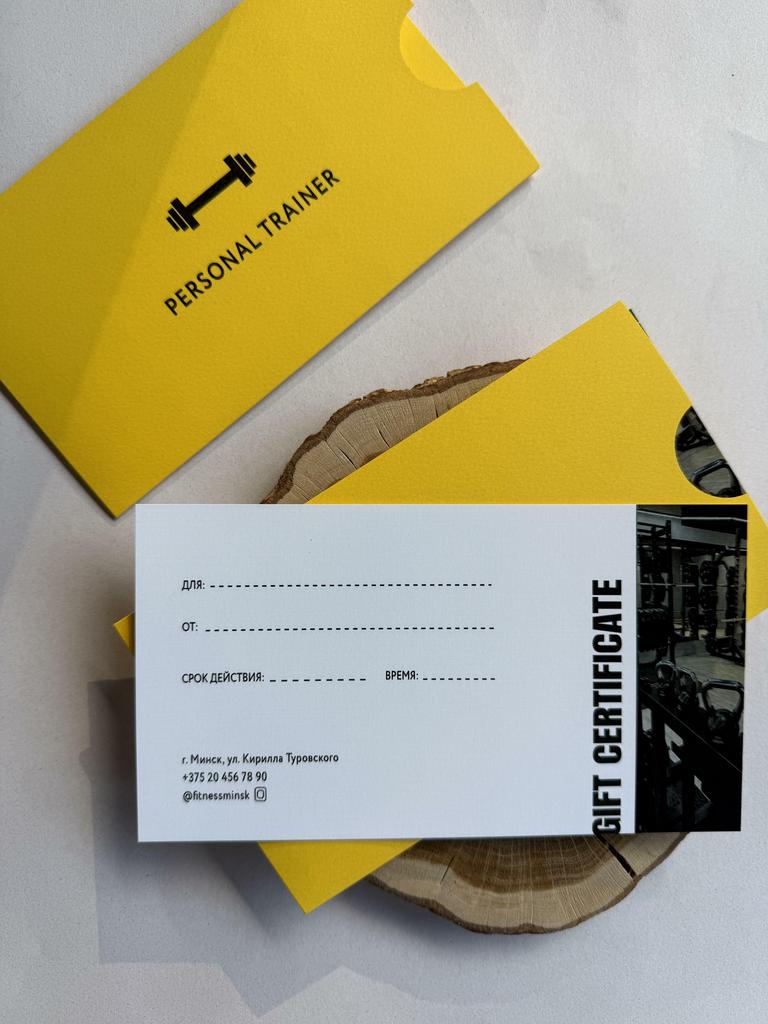 PERSONAL TRAINER
ДЛЯ:
ОТ:
СРОК ДЕЙСТВИЯ: ВРЕМЯ:
г. Минск, ул. Кирилла Туровского
+375 20 456 78 90
@fitnessminsk
GIFT CERTIFICATE